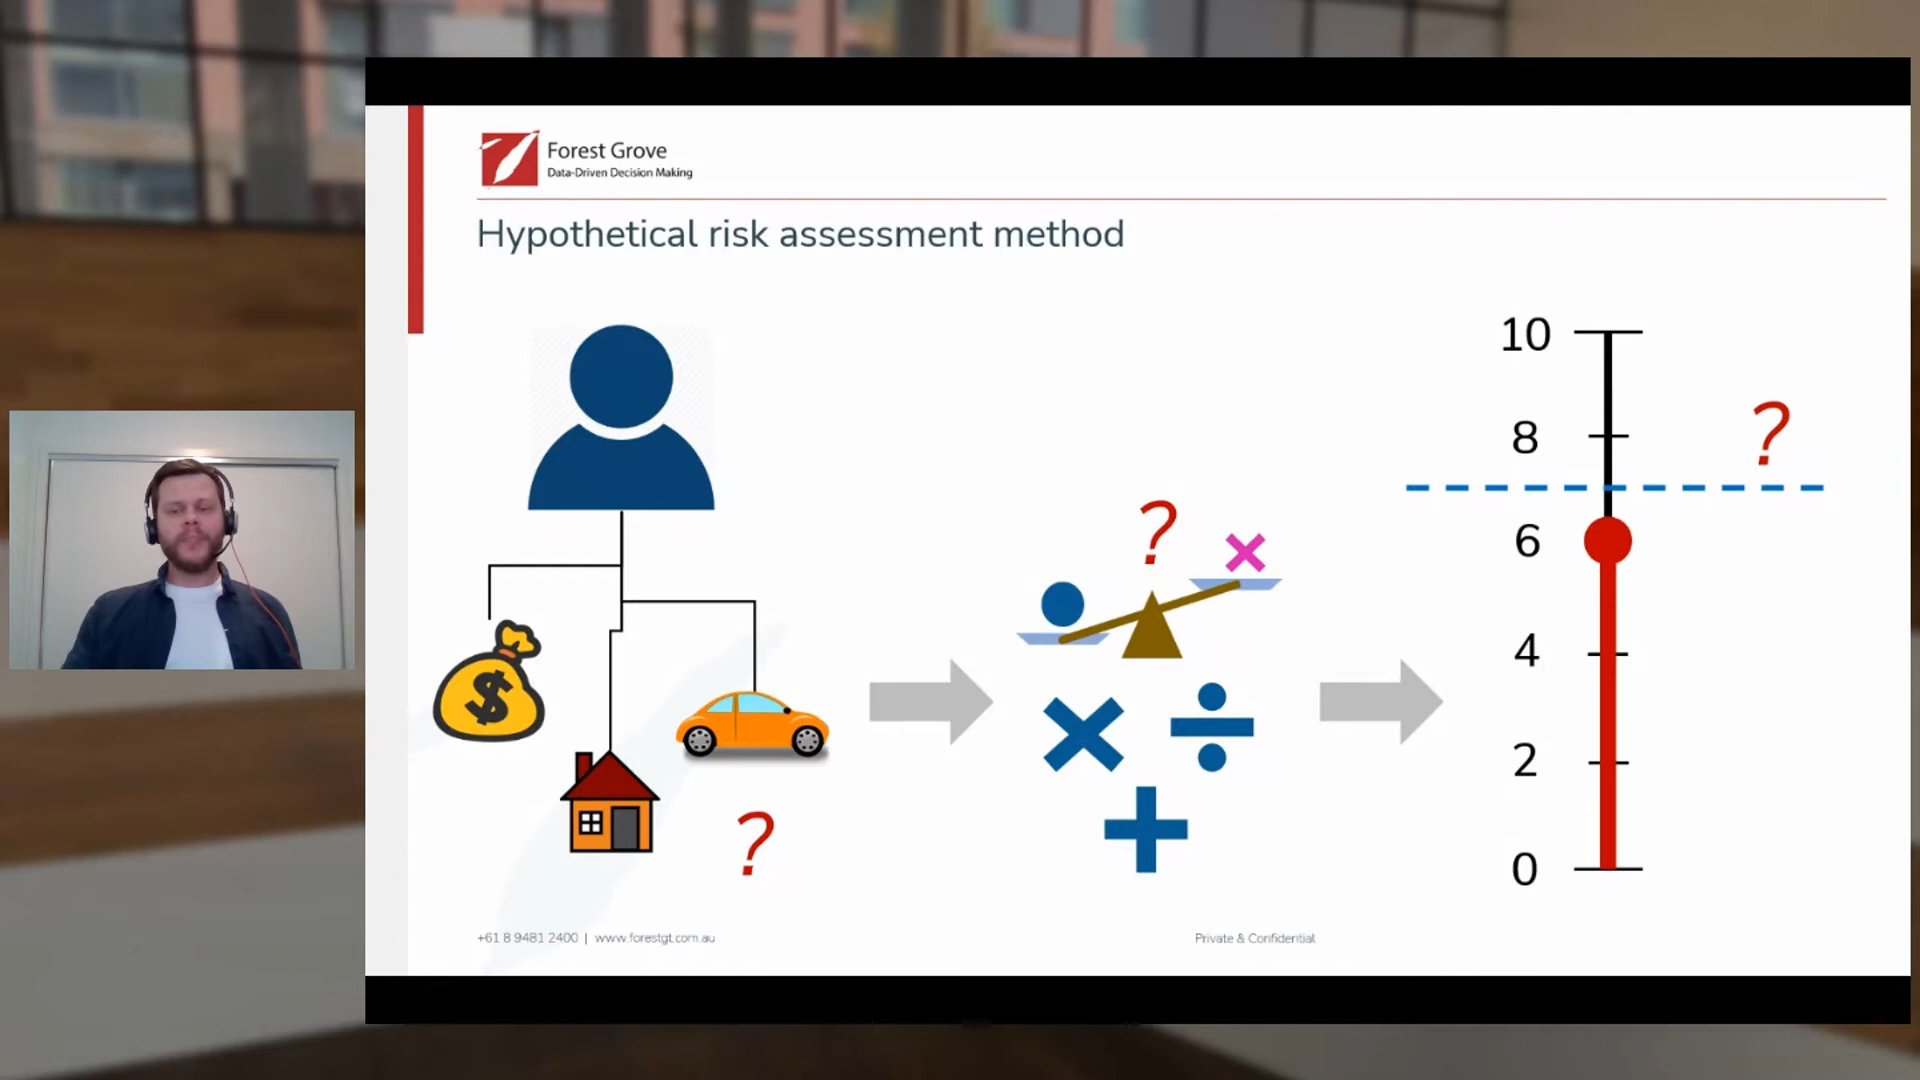 Forest Grove
Data-Driven Decision Making
Hypothetical risk assessment method
$
?
?
10
8
6
4
2
0
?
+61 8 9481 2400 | www.forestgt.com.au
Private & Confidential